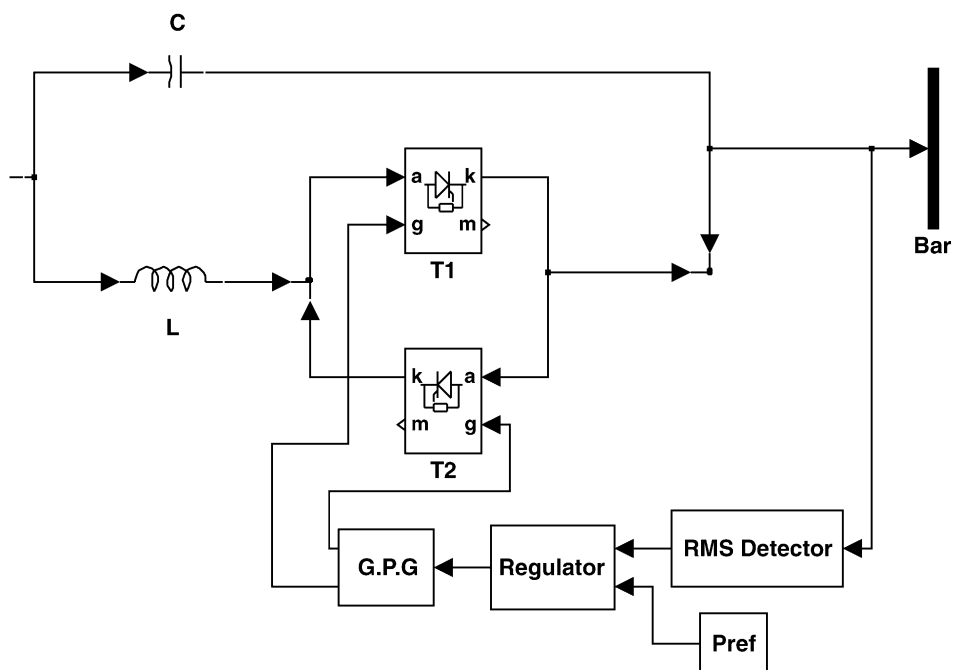 C
a k
g m
T1
Bar
L
k a
m g
T2
G.P.G
Regulator
RMS Detector
Pref